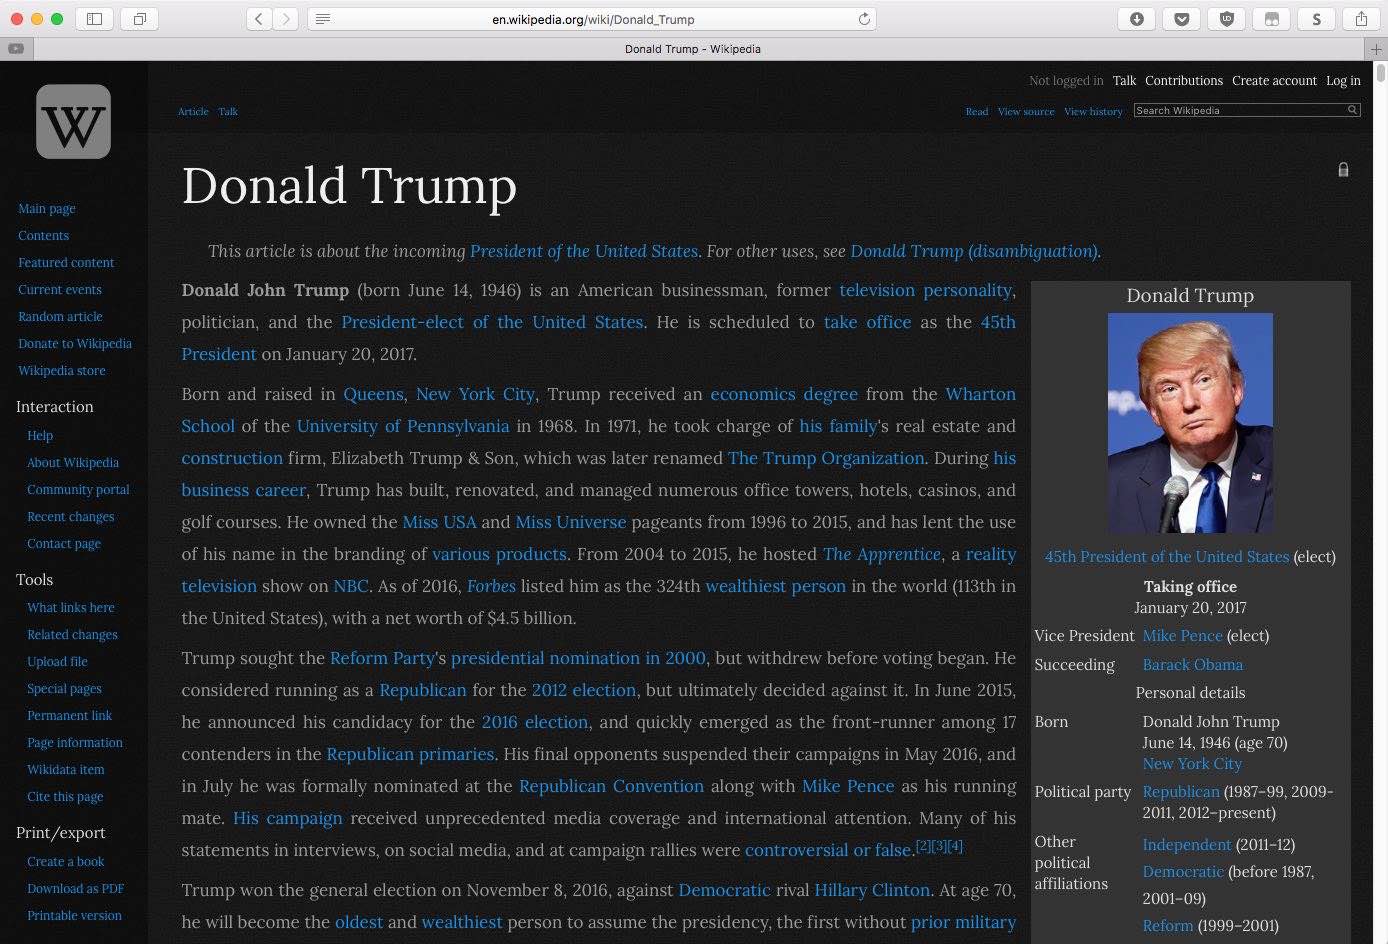 en.wikipedia.org/wiki/Donald_Trump
S
Donald Trump - Wikipedia
Not logged in Talk Contributions Create account Log in
W
Article Talk
Read View source View history Search Wikipedia
Donald Trump
This article is about the incoming President of the United States. For other uses, see Donald Trump (disambiguation).
Main page
Contents
Featured content
Current events
Random article
Donate to Wikipedia
Wikipedia store
Interaction
Help
About Wikipedia
Community portal
Recent changes
Contact page
Tools
What links here
Related changes
Upload file
Special pages
Permanent link
Page information
Wikidata item
Cite this page
Print/export
Create a book
Download as PDF
Printable version
Donald John Trump (born June 14, 1946) is an American businessman, former television personality,
politician, and the President-elect of the United States. He is scheduled to take office as the 45th
President on January 20, 2017.
Born and raised in Queens, New York City, Trump received an economics degree from the Wharton
School of the University of Pennsylvania in 1968. In 1971, he took charge of his family's real estate and
construction firm, Elizabeth Trump & Son, which was later renamed The Trump Organization. During his
business career, Trump has built, renovated, and managed numerous office towers, hotels, casinos, and
golf courses. He owned the Miss USA and Miss Universe pageants from 1996 to 2015, and has lent the use
of his name in the branding of various products. From 2004 to 2015, he hosted The Apprentice, a reality
television show on NBC. As of 2016, Forbes listed him as the 324th wealthiest person in the world (113th in
the United States), with a net worth of $4.5 billion.
Trump sought the Reform Party's presidential nomination in 2000, but withdrew before voting began. He
considered running as a Republican for the 2012 election, but ultimately decided against it. In June 2015,
he announced his candidacy for the 2016 election, and quickly emerged as the front-runner among 17
contenders in the Republican primaries. His final opponents suspended their campaigns in May 2016, and
in July he was formally nominated at the Republican Convention along with Mike Pence as his running
mate. His campaign received unprecedented media coverage and international attention. Many of his
statements in interviews, on social media, and at campaign rallies were controversial or false.[2][3][4]
Trump won the general election on November 8, 2016, against Democratic rival Hillary Clinton. At age 70,
he will become the oldest and wealthiest person to assume the presidency, the first without prior military
Donald Trump
45th President of the United States (elect)
Taking office
January 20, 2017
Vice President Mike Pence (elect)
Succeeding Barack Obama
Personal details
Born Donald John Trump
June 14, 1946 (age 70)
New York City
Political party Republican (1987–99, 2009-
2011, 2012–present)
Other Independent (2011–12)
political Democratic (before 1987,
affiliations 2001–09)
Reform (1999–2001)